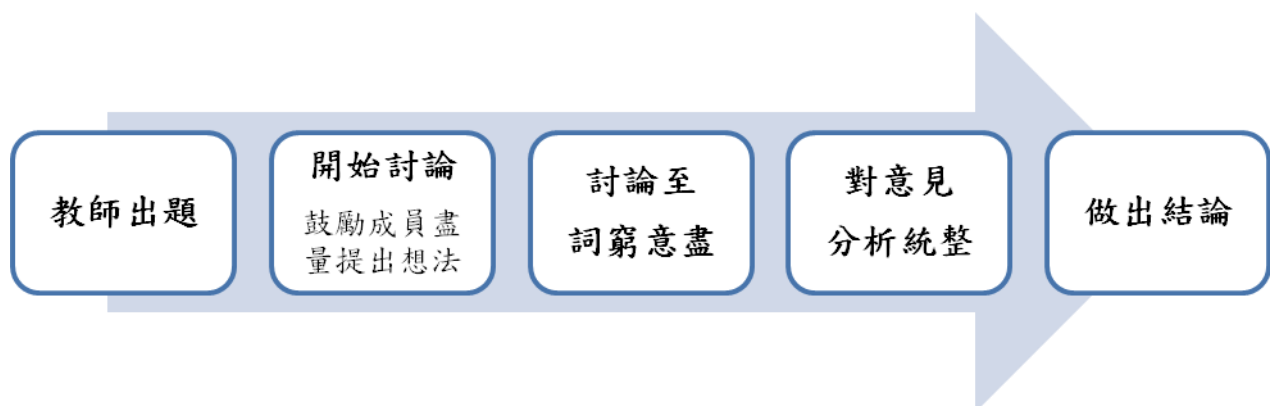 教師出題
開始討論
鼓勵成員盡
量提出想法
討論至
詞窮意盡
對意見
分析統整
做出結論